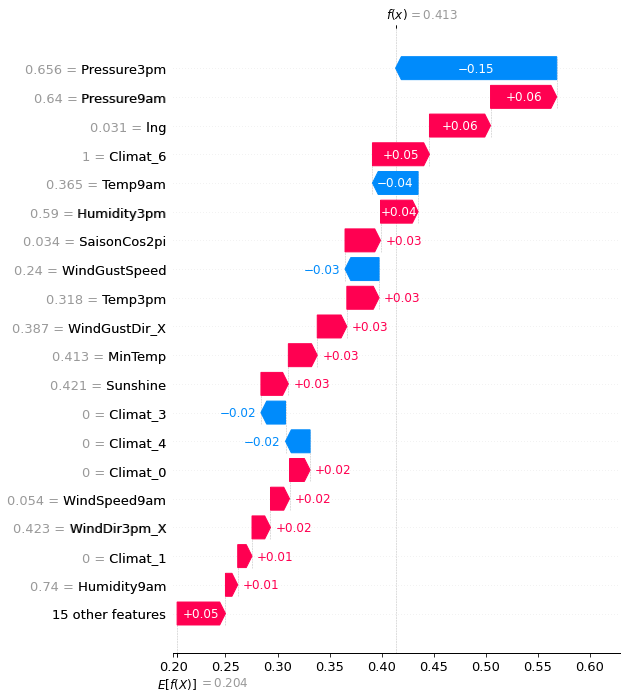 f(x) = 0.413
0.656 = Pressure3pm −0.15
0.64 = Pressure9am +0.06
0.031 = lng +0.06
1 = Climat_6 +0.05
0.365 = Temp9am −0.04
0.59 = Humidity3pm +0.04
0.034 = SaisonCos2pi +0.03
0.24 = WindGustSpeed −0.03
0.318 = Temp3pm +0.03
0.387 = WindGustDir_X +0.03
0.413 = MinTemp +0.03
0.421 = Sunshine +0.03
0 = Climat_3 −0.02
0 = Climat_4 −0.02
0 = Climat_0 +0.02
0.054 = WindSpeed9am +0.02
0.423 = WindDir3pm_X +0.02
0 = Climat_1 +0.01
0.74 = Humidity9am +0.01
15 other features +0.05
0.20 0.25 0.30 0.35 0.40 0.45 0.50 0.55 0.60
E[f(X)] = 0.204